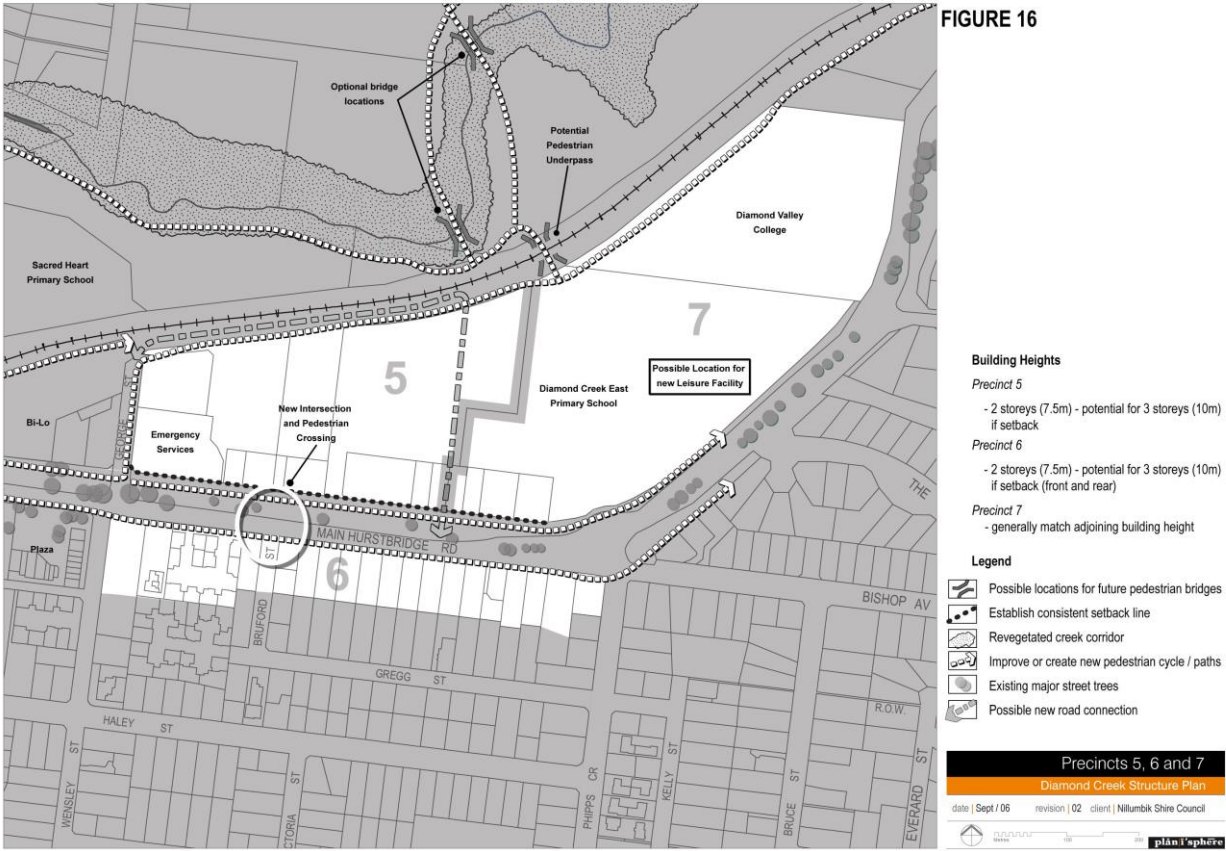 FIGURE 16
Optional bridge
locations
Potential
Pedestrian
Underpass
Diamond Valley
College
Sacred Heart
Primary School
7
Possible Location for
new Leisure Facility
5
Diamond Creek East
Primary School
New Intersection
and Pedestrian
Crossing
Bi-Lo
GEORGE ST
Emergency
Services
THE
MAIN HURSTBRIDGE RD
Plaza
6
BRUFORD ST
BISHOP AV
GREGG ST
R.O.W.
HALEY ST
WENSLEY ST
CTORIA ST
PHIPPS CR
KELLY ST
BRUCE ST
EVERARD ST
Building Heights
Precinct 5
- 2 storeys (7.5m) - potential for 3 storeys (10m)
if setback
Precinct 6
- 2 storeys (7.5m) - potential for 3 storeys (10m)
if setback (front and rear)
Precinct 7
- generally match adjoining building height
Legend
Possible locations for future pedestrian bridges
Establish consistent setback line
Revegetated creek corridor
Improve or create new pedestrian cycle / paths
Existing major street trees
Possible new road connection
Precincts 5, 6 and 7
Diamond Creek Structure Plan
date | Sept / 06 revision | 02 client | Nillumbik Shire Council
Metres 100 200
plan i'sphere